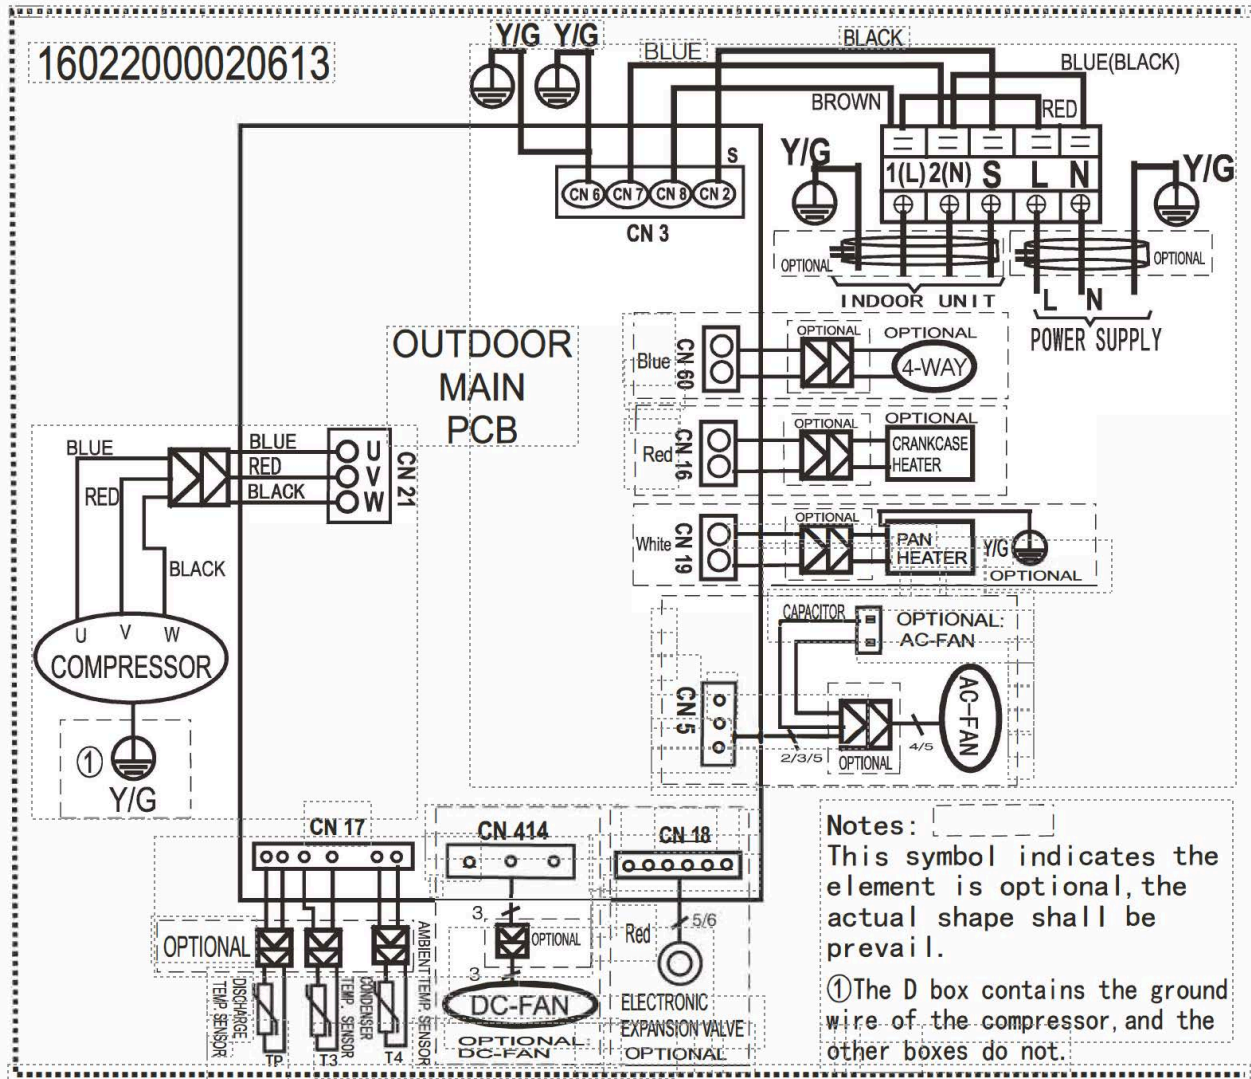 16022000020613
Y/G Y/G
BLUE
BLACK
BLUE(BLACK)
BROWN
RED
S
Y/G
1(L) 2(N) S L N
Y/G
CN 6 CN 7 CN 8 CN 2
CN 3
OPTIONAL
OPTIONAL
INDOOR UNIT
L N
POWER SUPPLY
OUTDOOR
MAIN
PCB
Blue
CN 60
OPTIONAL
OPTIONAL
4-WAY
Red
CN 16
OPTIONAL
OPTIONAL
CRANKCASE
HEATER
White
CN 19
OPTIONAL
PAN
HEATER
Y/G
OPTIONAL
BLUE
BLUE
RED
BLACK
U
V
W
CN 21
RED
BLACK
U V W
COMPRESSOR
①
Y/G
CAPACITOR
OPTIONAL:
AC-FAN
CN 5
2/3/5
OPTIONAL
4/5
AC-FAN
CN 17
OPTIONAL
DISCHARGE
TEMP. SENSOR
TP
T3
CONDENSER
TEMP. SENSOR
T4
AMBIENT TEMP. SENSOR
CN 414
3
OPTIONAL
3
DC-FAN
OPTIONAL
DC-FAN
CN 18
Red
5/6
ELECTRONIC
EXPANSION VALVE
OPTIONAL
Notes:
This symbol indicates the
element is optional, the
actual shape shall be
prevail.
①The D box contains the ground
wire of the compressor, and the
other boxes do not.